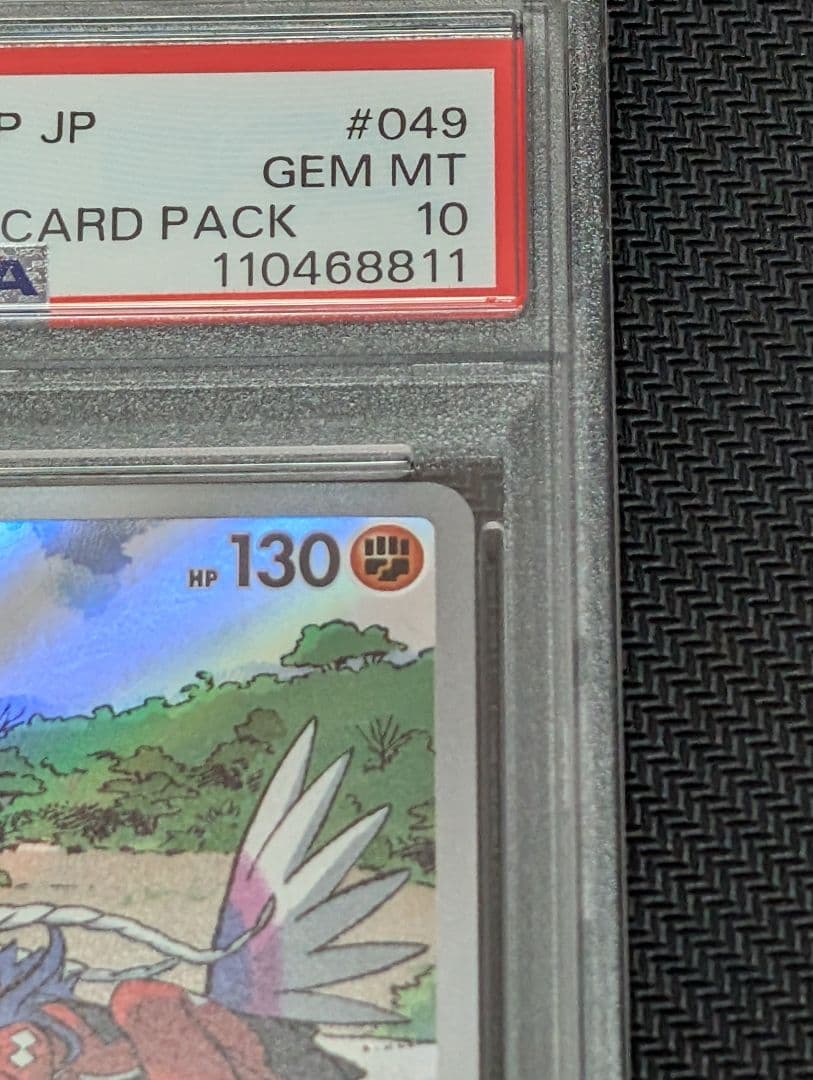 P JP #049
GEM MT
CARD PACK 10
A 110468811
HP 130